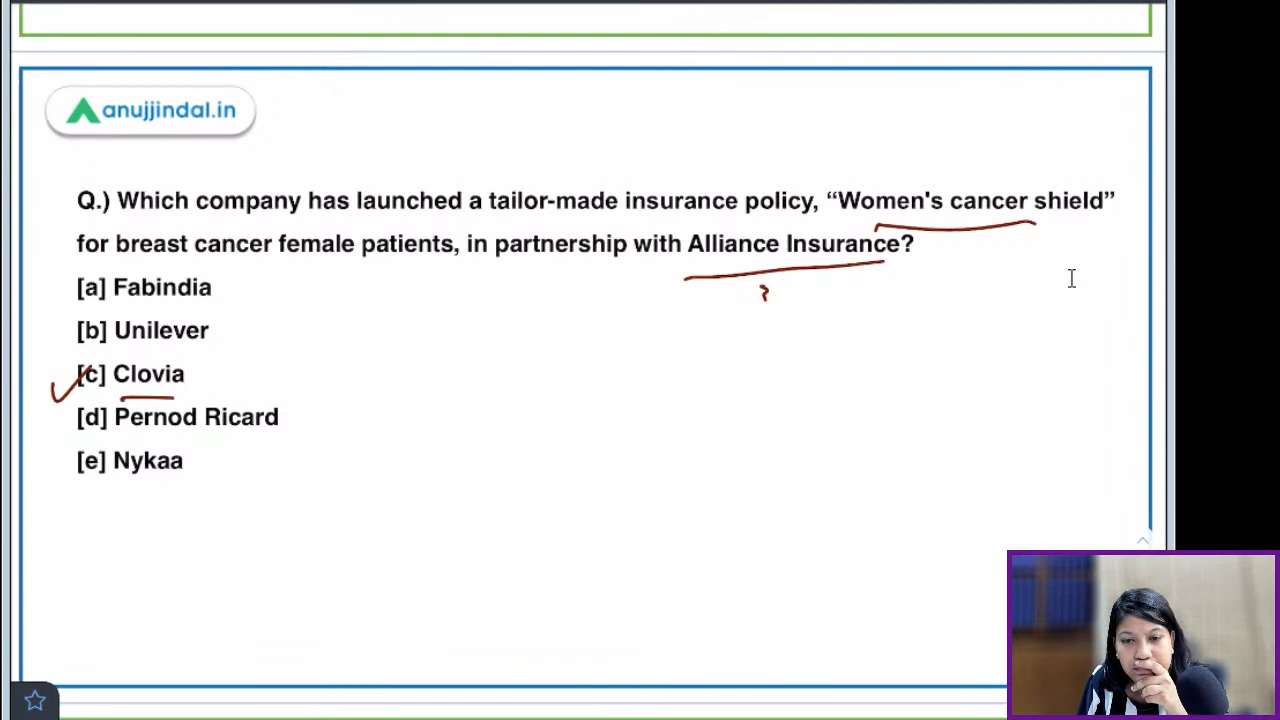 anujjindal.in
Q.) Which company has launched a tailor-made insurance policy, “Women's cancer shield”
for breast cancer female patients, in partnership with Alliance Insurance?
[a] Fabindia
[b] Unilever
[c] Clovia
[d] Pernod Ricard
[e] Nykaa